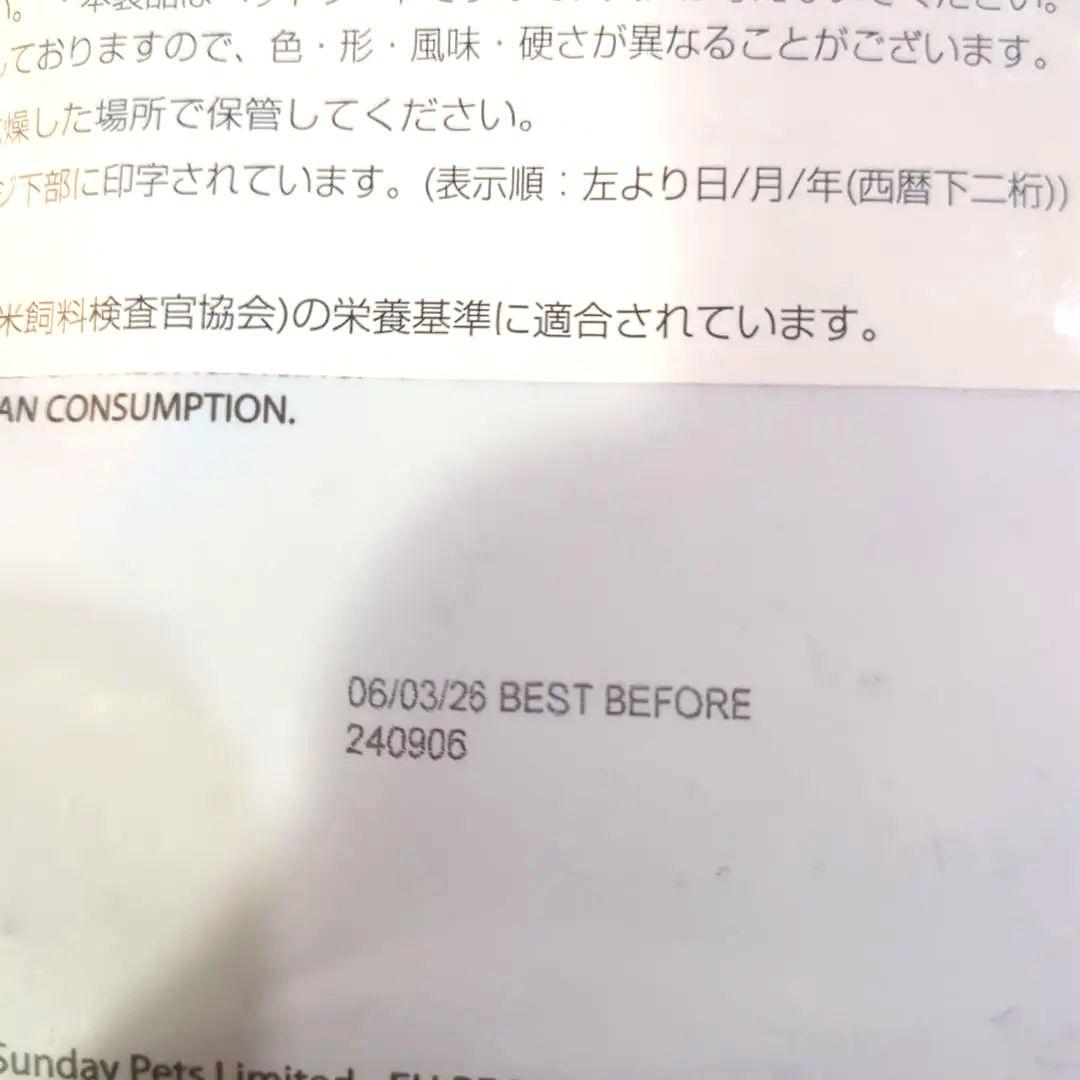 しておりますので、色・形・風味・硬さが異なることがございます。
燥した場所で保管してください。
ジ下部に印字されています。(表示順：左より日/月/年(西暦下二桁))
米飼料検査官協会)の栄養基準に適合されています。
AN CONSUMPTION.
06/03/26 BEST BEFORE
240906
Sunday Pets Limited